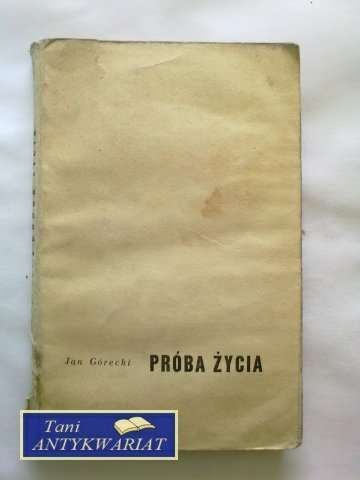 Jan Górecki PRÓBA ŻYCIA
Tani
ANTYKWARIAT